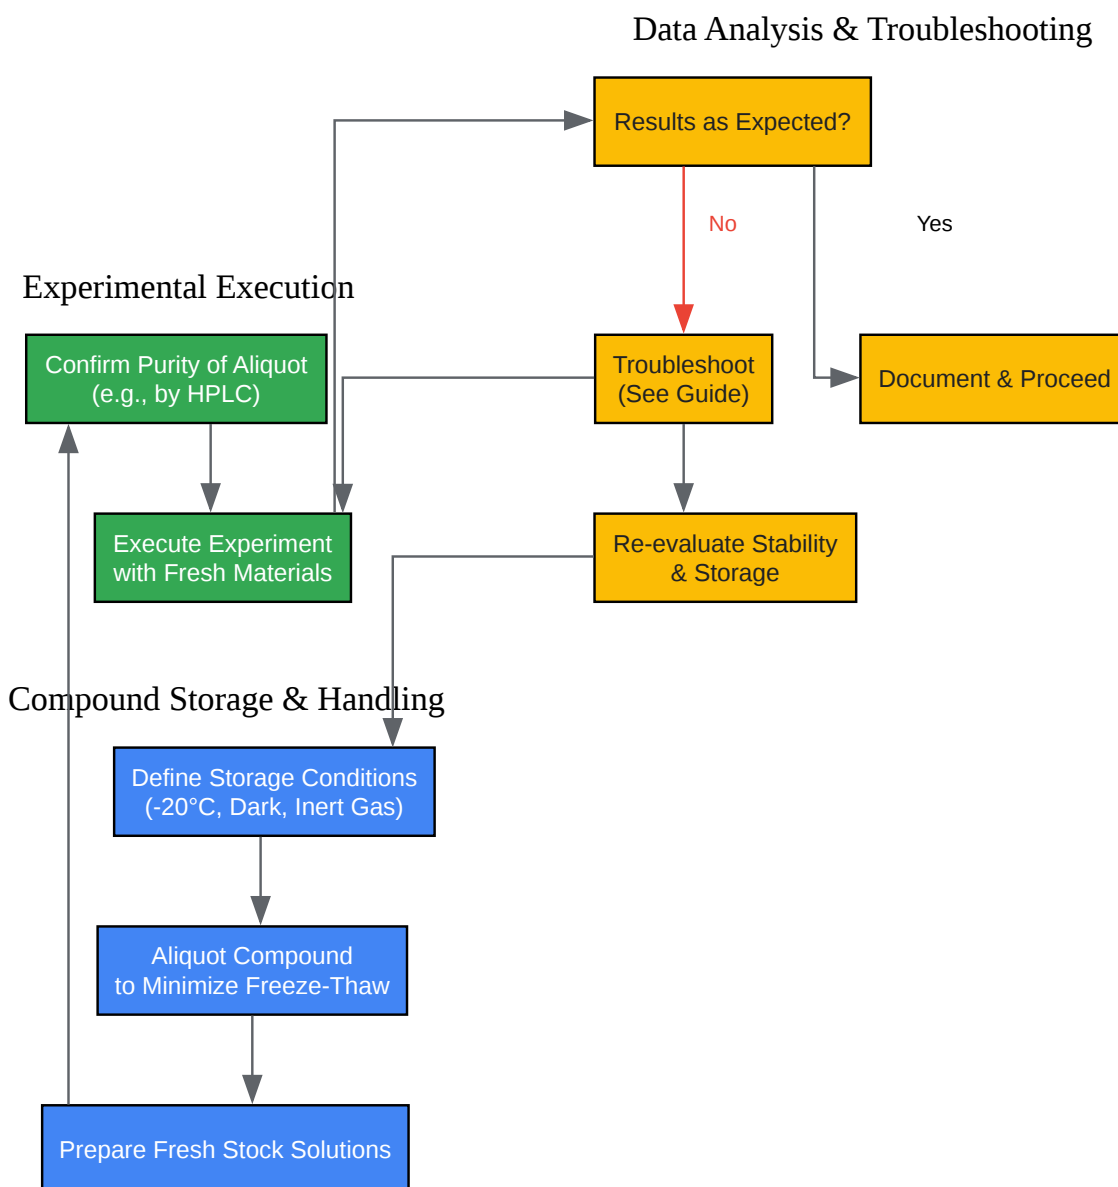 Data Analysis & Troubleshooting
Results as Expected?
No
Yes
Experimental Execution
Confirm Purity of Aliquot
(e.g., by HPLC)
Troubleshoot
(See Guide)
Document & Proceed
Execute Experiment
with Fresh Materials
Re-evaluate Stability
& Storage
Compound Storage & Handling
Define Storage Conditions
(-20°C, Dark, Inert Gas)
Aliquot Compound
to Minimize Freeze-Thaw
Prepare Fresh Stock Solutions